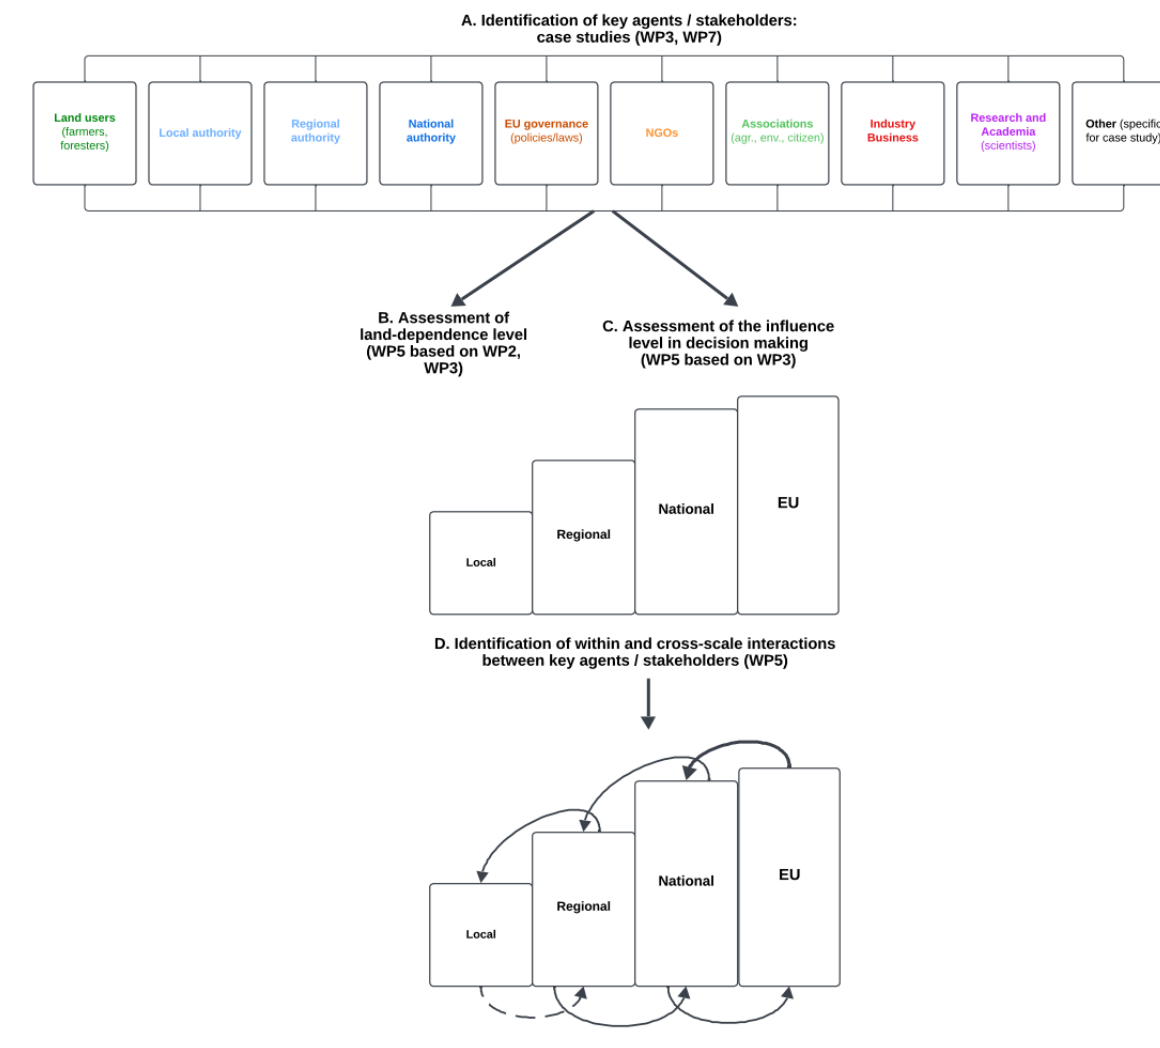 A. Identification of key agents / stakeholders:
case studies (WP3, WP7)
Land users
(farmers,
foresters)
Local authority
Regional
authority
National
authority
EU governance
(policies/laws)
NGOs
Associations
(agr., env., citizen)
Industry
Business
Research and
Academia
(scientists)
Other (specific
for case study)
B. Assessment of
land-dependence level
(WP5 based on WP2,
WP3)
C. Assessment of the influence
level in decision making
(WP5 based on WP3)
Local
Regional
National
EU
D. Identification of within and cross-scale interactions
between key agents / stakeholders (WP5)
Local
Regional
National
EU